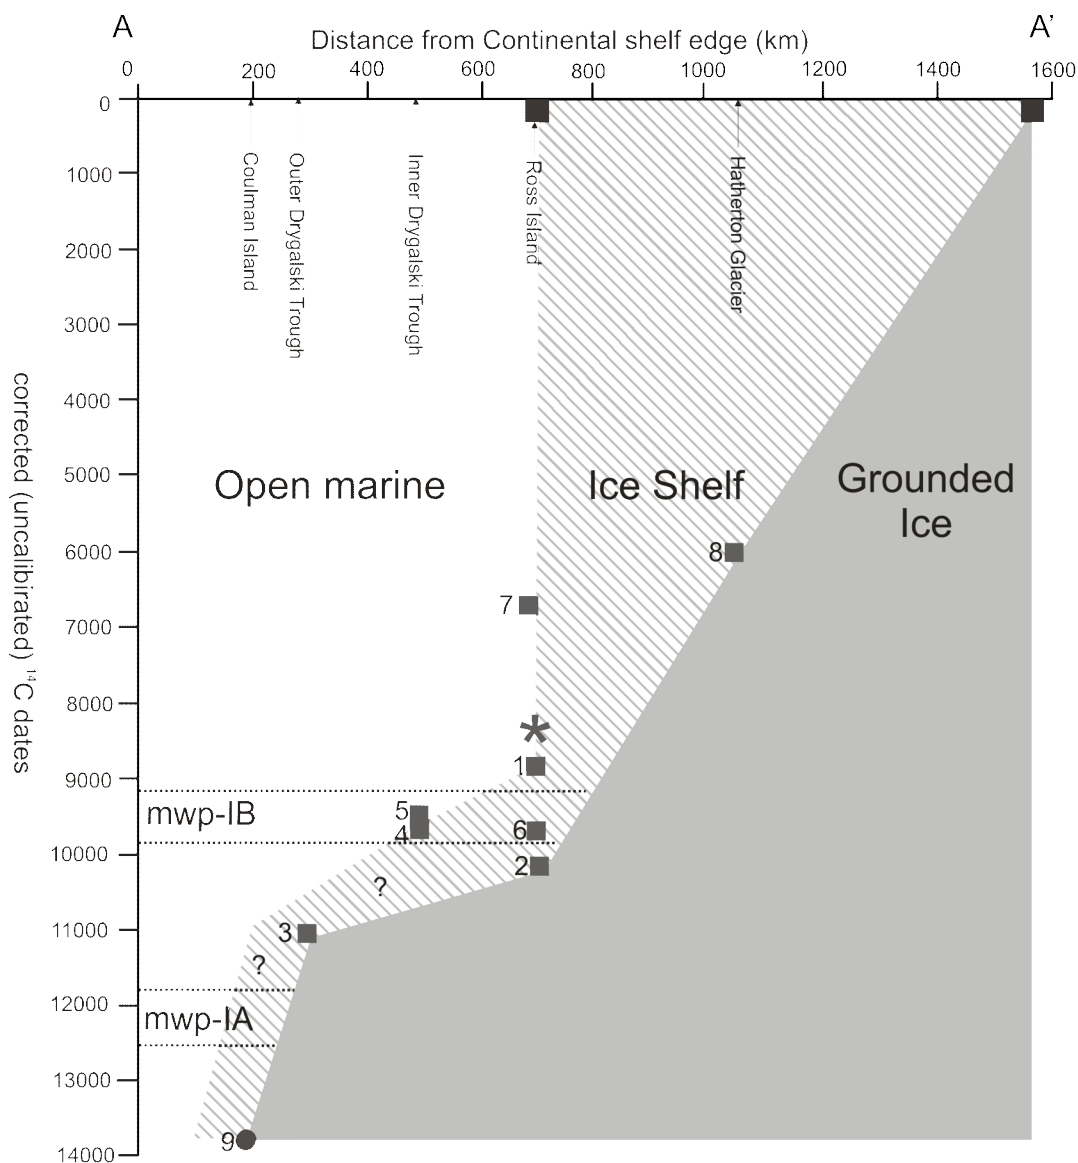 A
A'
Distance from Continental shelf edge (km)
0 200 400 600 800 1000 1200 1400 1600
0
1000
2000
3000
4000
5000
6000
7000
8000
9000
10000
11000
12000
13000
14000
corrected (uncalibirated) ¹⁴C dates
Coulman Island
Outer Drygalski Trough
Inner Drygalski Trough
Ross Island
Hatherton Glacier
Open marine
Ice Shelf
Grounded
Ice
8
7
*
1
mwp-IB
5
4
6
2
?
3
?
mwp-IA
9